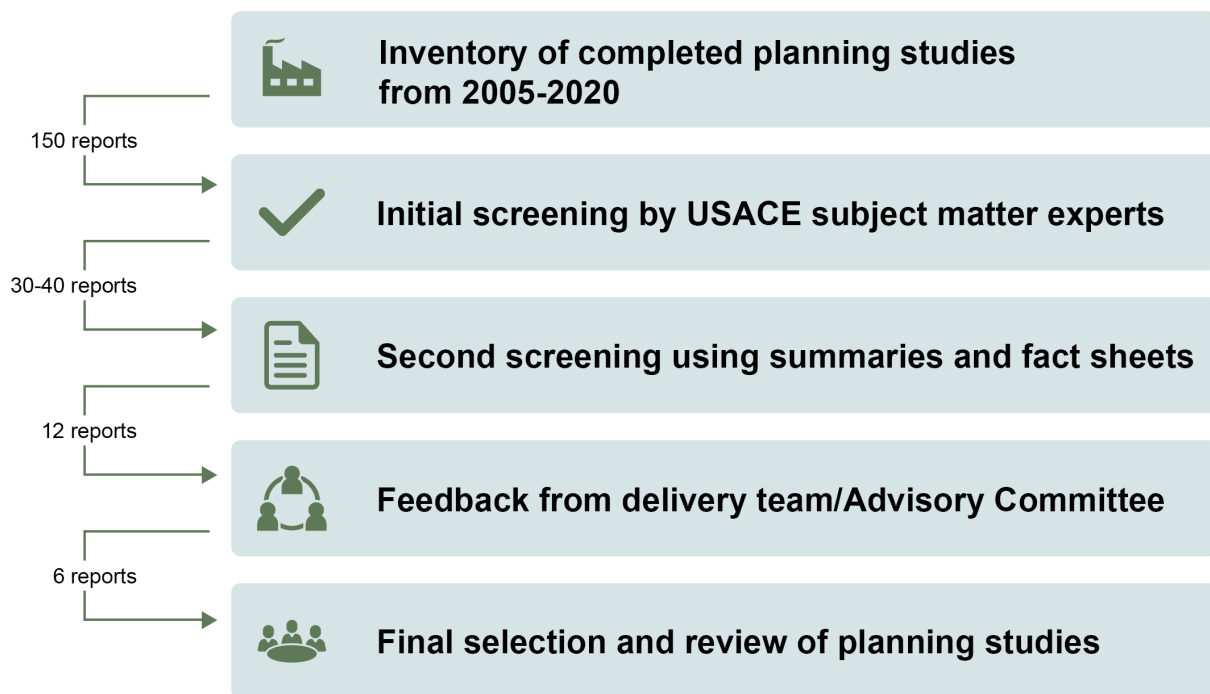 Inventory of completed planning studies
from 2005-2020
150 reports
Initial screening by USACE subject matter experts
30-40 reports
Second screening using summaries and fact sheets
12 reports
Feedback from delivery team/Advisory Committee
6 reports
Final selection and review of planning studies